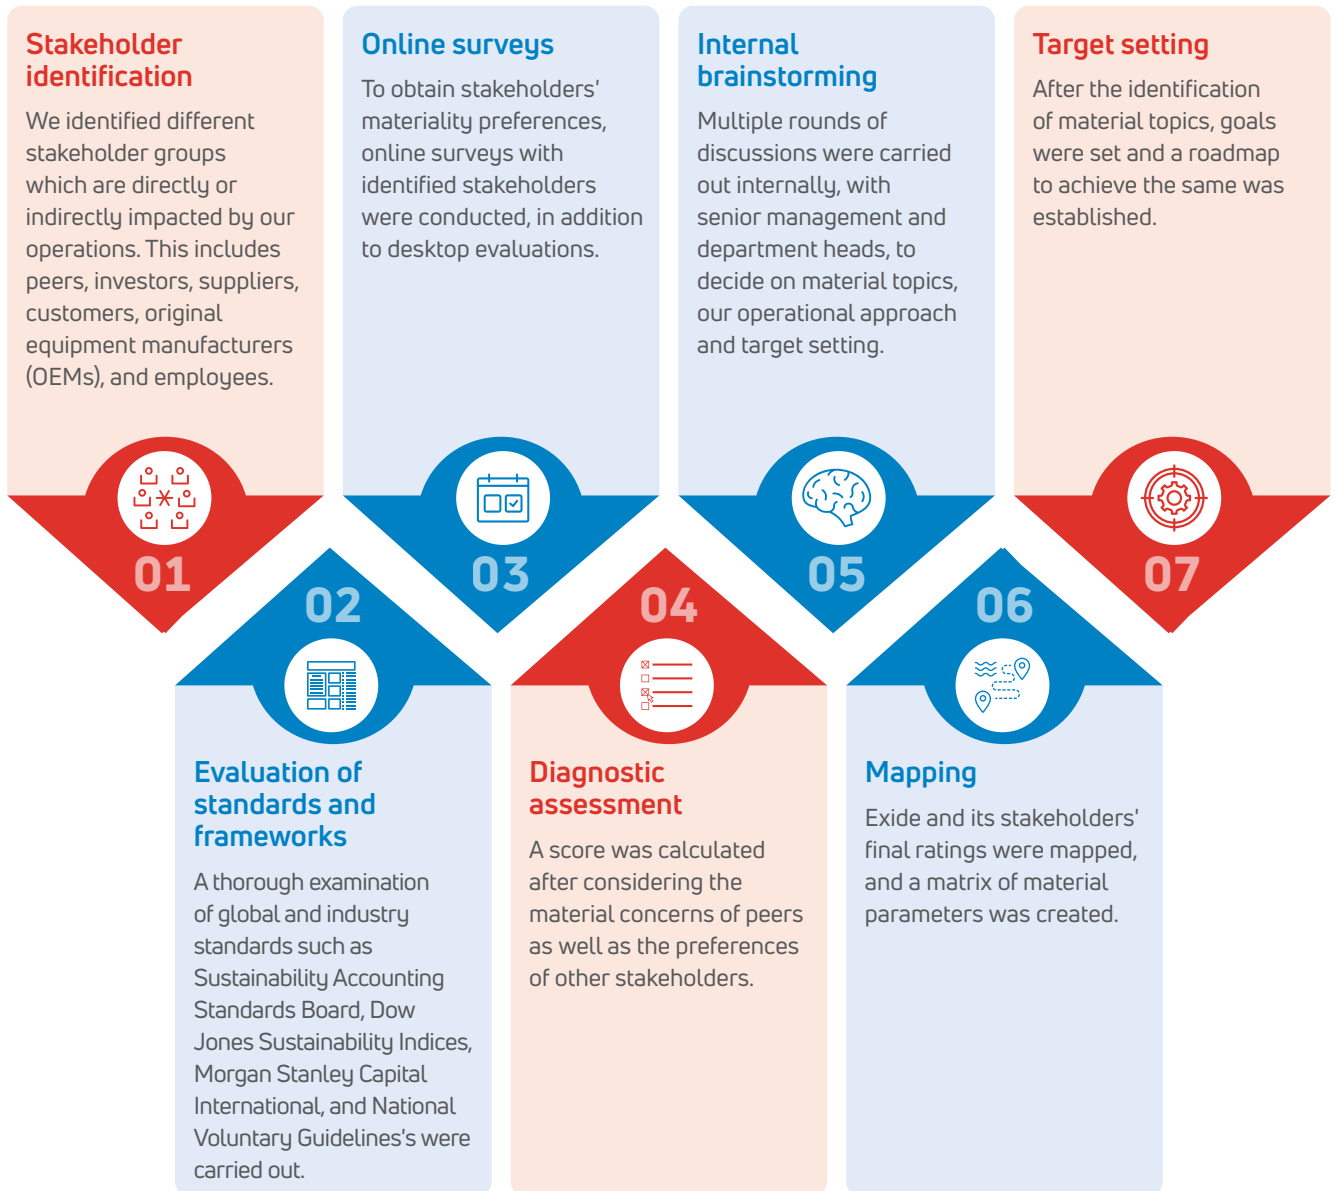 Stakeholder
identification
We identified different
stakeholder groups
which are directly or
indirectly impacted by our
operations. This includes
peers, investors, suppliers,
customers, original
equipment manufacturers
(OEMs), and employees.
01
Evaluation of
standards and
frameworks
A thorough examination
of global and industry
standards such as
Sustainability Accounting
Standards Board, Dow
Jones Sustainability Indices,
Morgan Stanley Capital
International, and National
Voluntary Guidelines's were
carried out.
02
Online surveys
To obtain stakeholders'
materiality preferences,
online surveys with
identified stakeholders
were conducted, in addition
to desktop evaluations.
03
Diagnostic
assessment
A score was calculated
after considering the
material concerns of peers
as well as the preferences
of other stakeholders.
04
Internal
brainstorming
Multiple rounds of
discussions were carried
out internally, with
senior management and
department heads, to
decide on material topics,
our operational approach
and target setting.
05
Mapping
Exide and its stakeholders'
final ratings were mapped,
and a matrix of material
parameters was created.
06
Target setting
After the identification
of material topics, goals
were set and a roadmap
to achieve the same was
established.
07